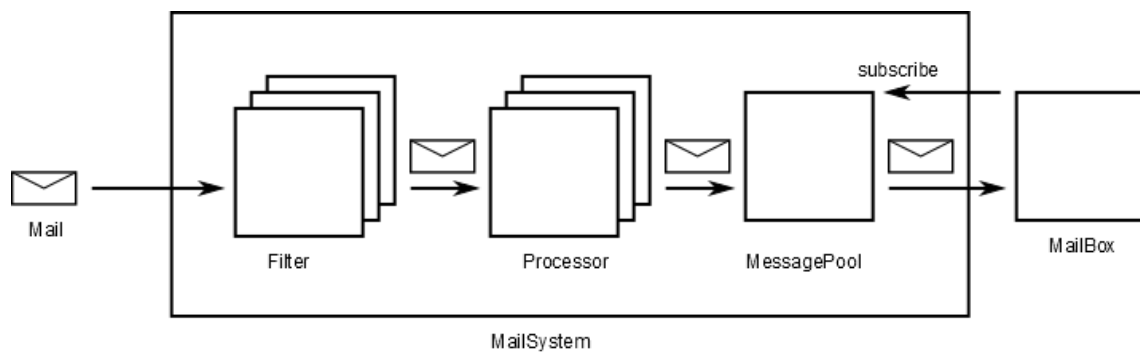 subscribe
Mail
Filter
Processor
MessagePool
MailBox
MailSystem